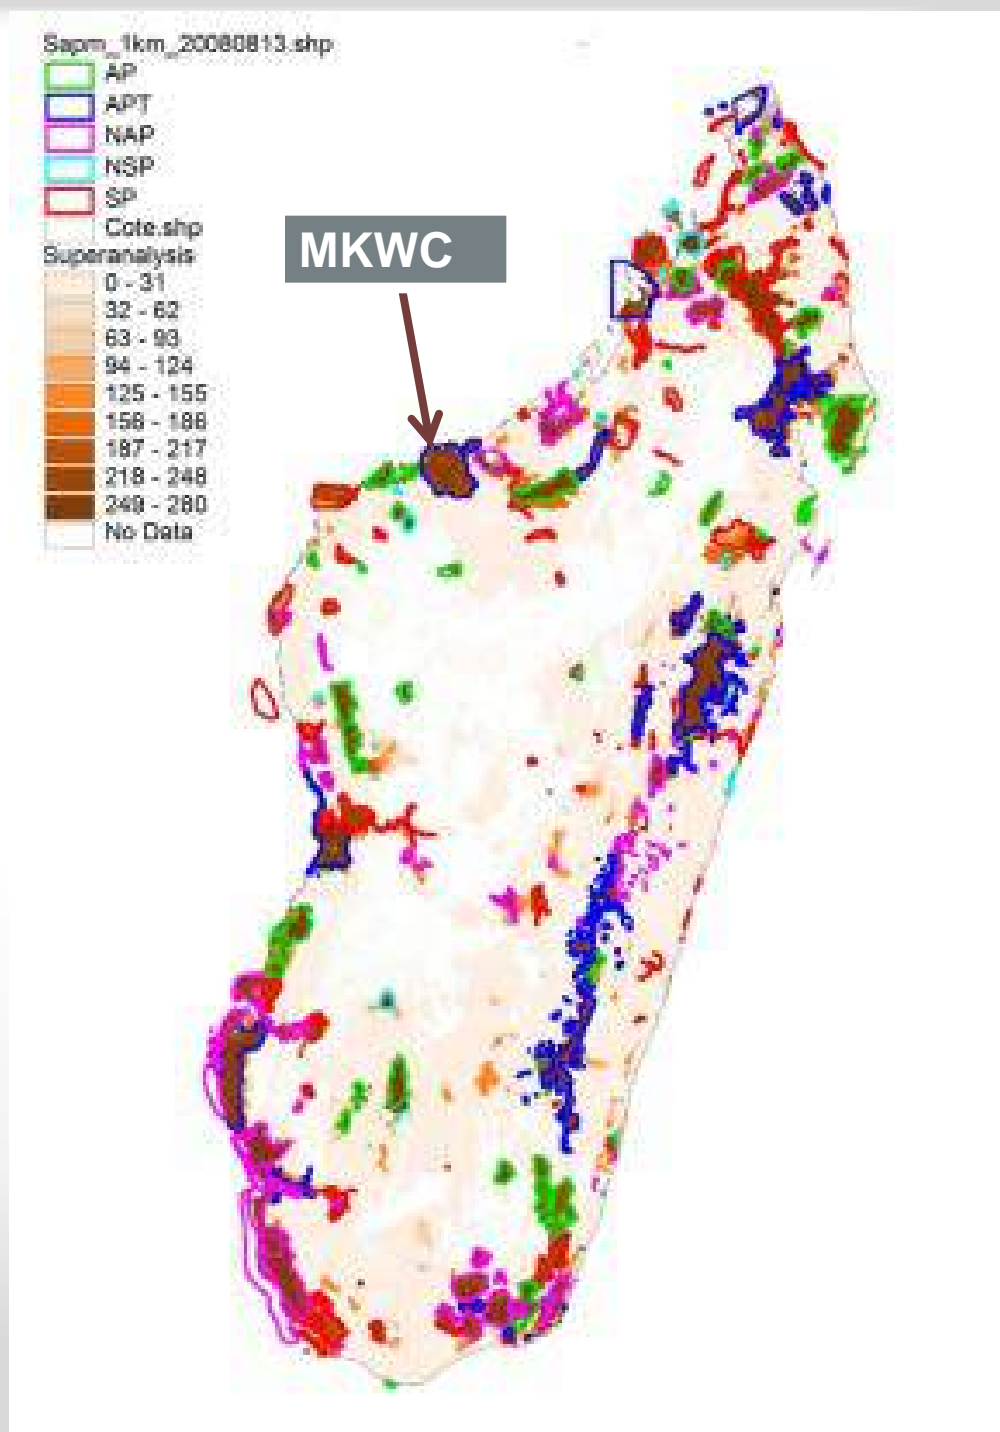 Sapm_1km_20080813.shp
AP
APT
NAP
NSP
SP
Cote.shp
Superanalysis
0 - 31
32 - 62
63 - 93
94 - 124
125 - 155
156 - 186
187 - 217
218 - 248
249 - 280
No Data
MKWC